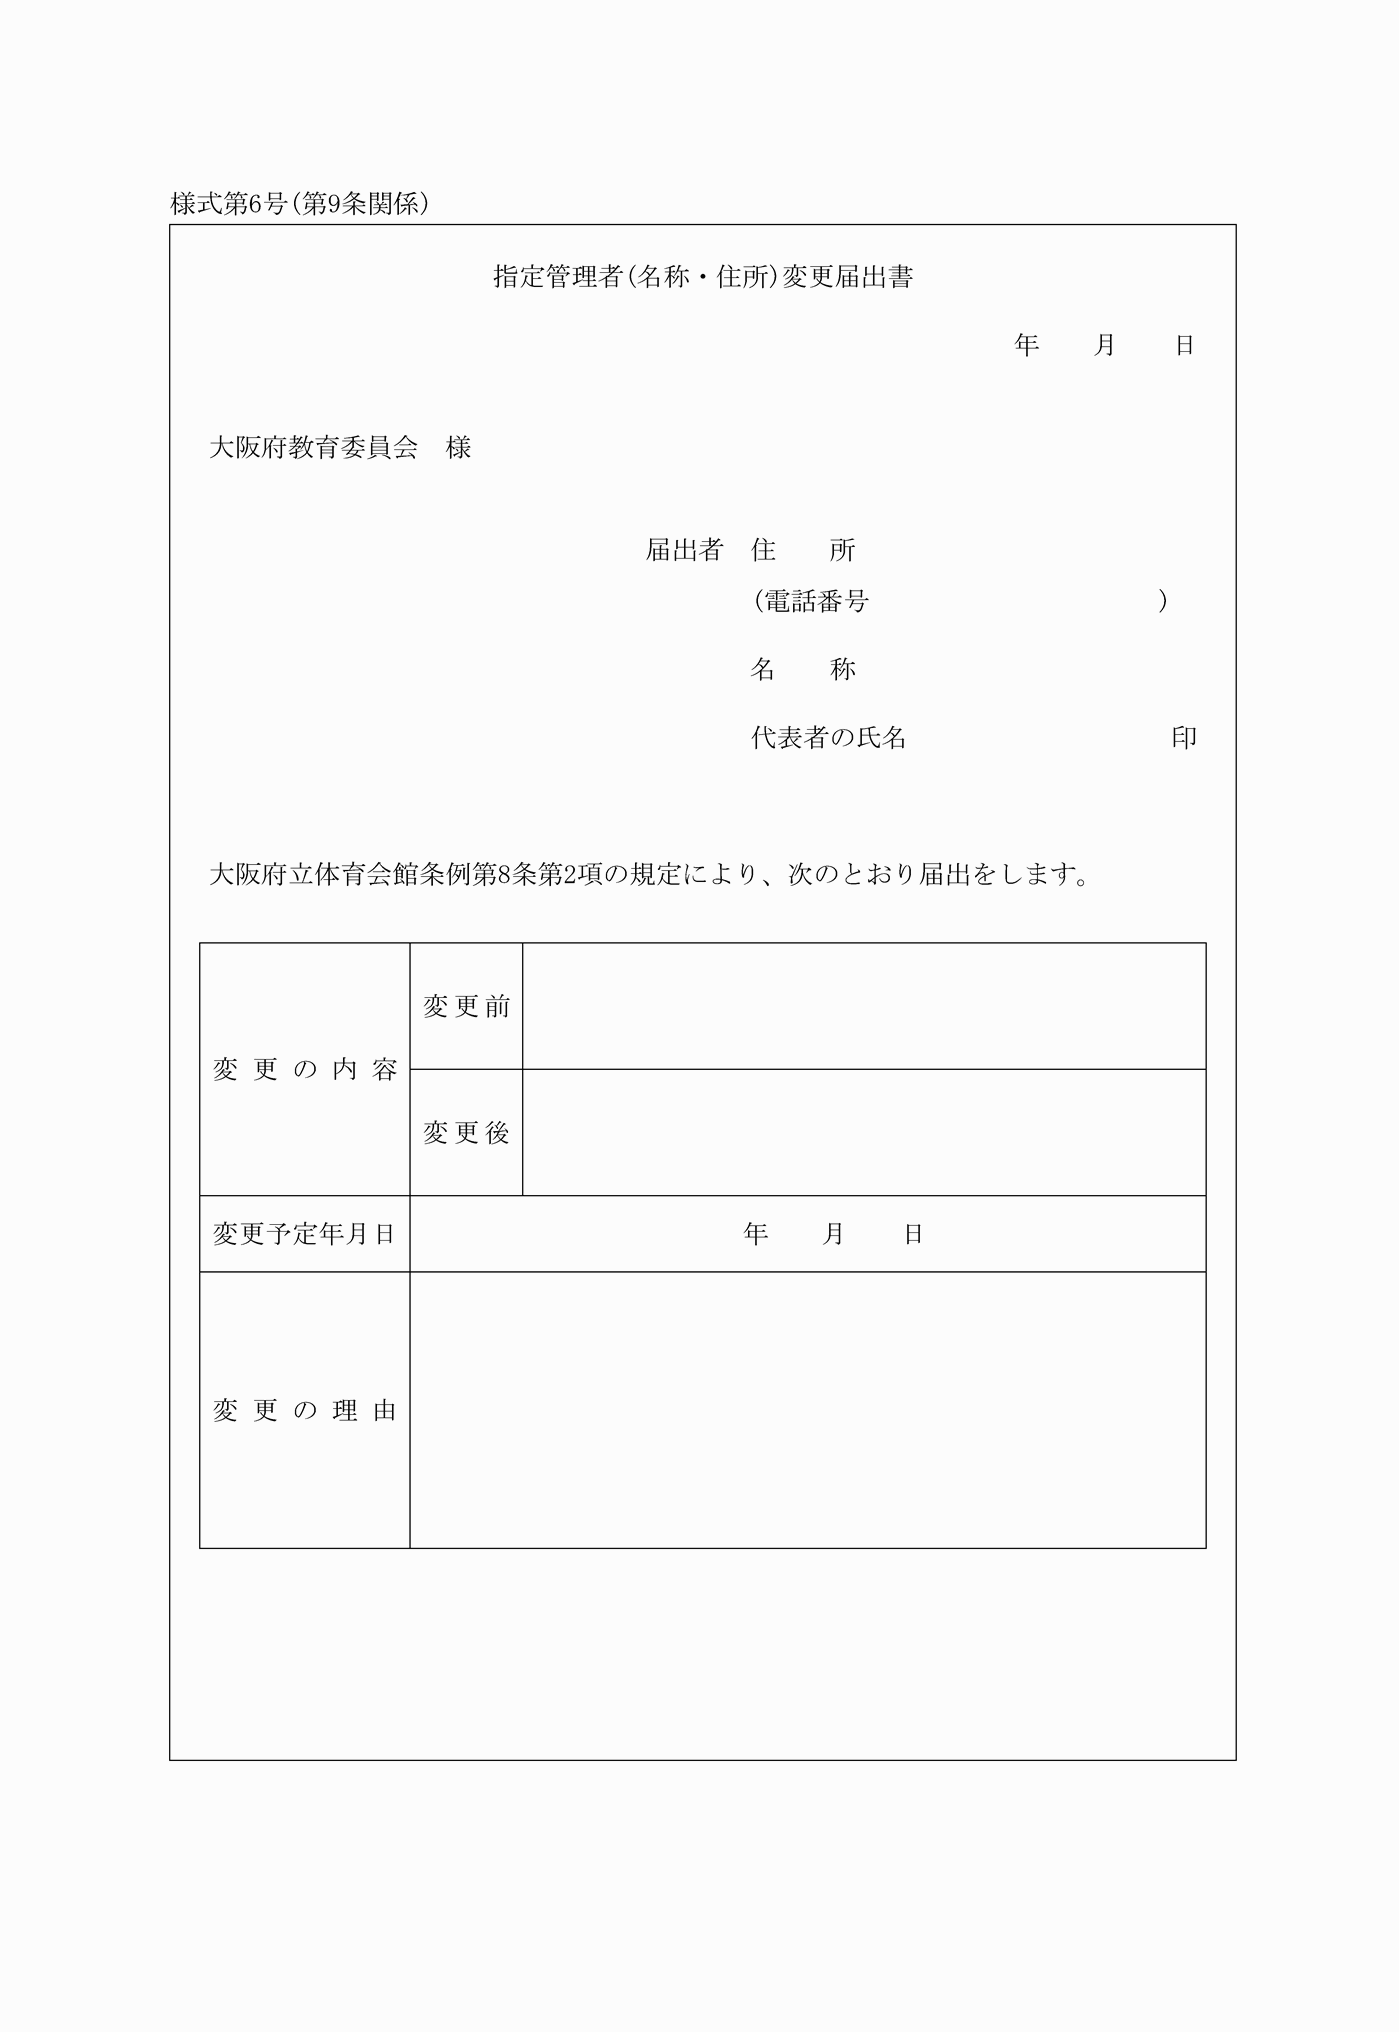 様式第6号(第9条関係)
指定管理者(名称・住所)変更届出書
年　　月　　日
大阪府教育委員会　様
届出者　住　　所
(電話番号　　　　　　　　　　　)
名　　称
代表者の氏名　　　　　　　　　　印
大阪府立体育会館条例第8条第2項の規定により、次のとおり届出をします。
変更の内容
変更前
変更後
変更予定年月日
年　　月　　日
変更の理由